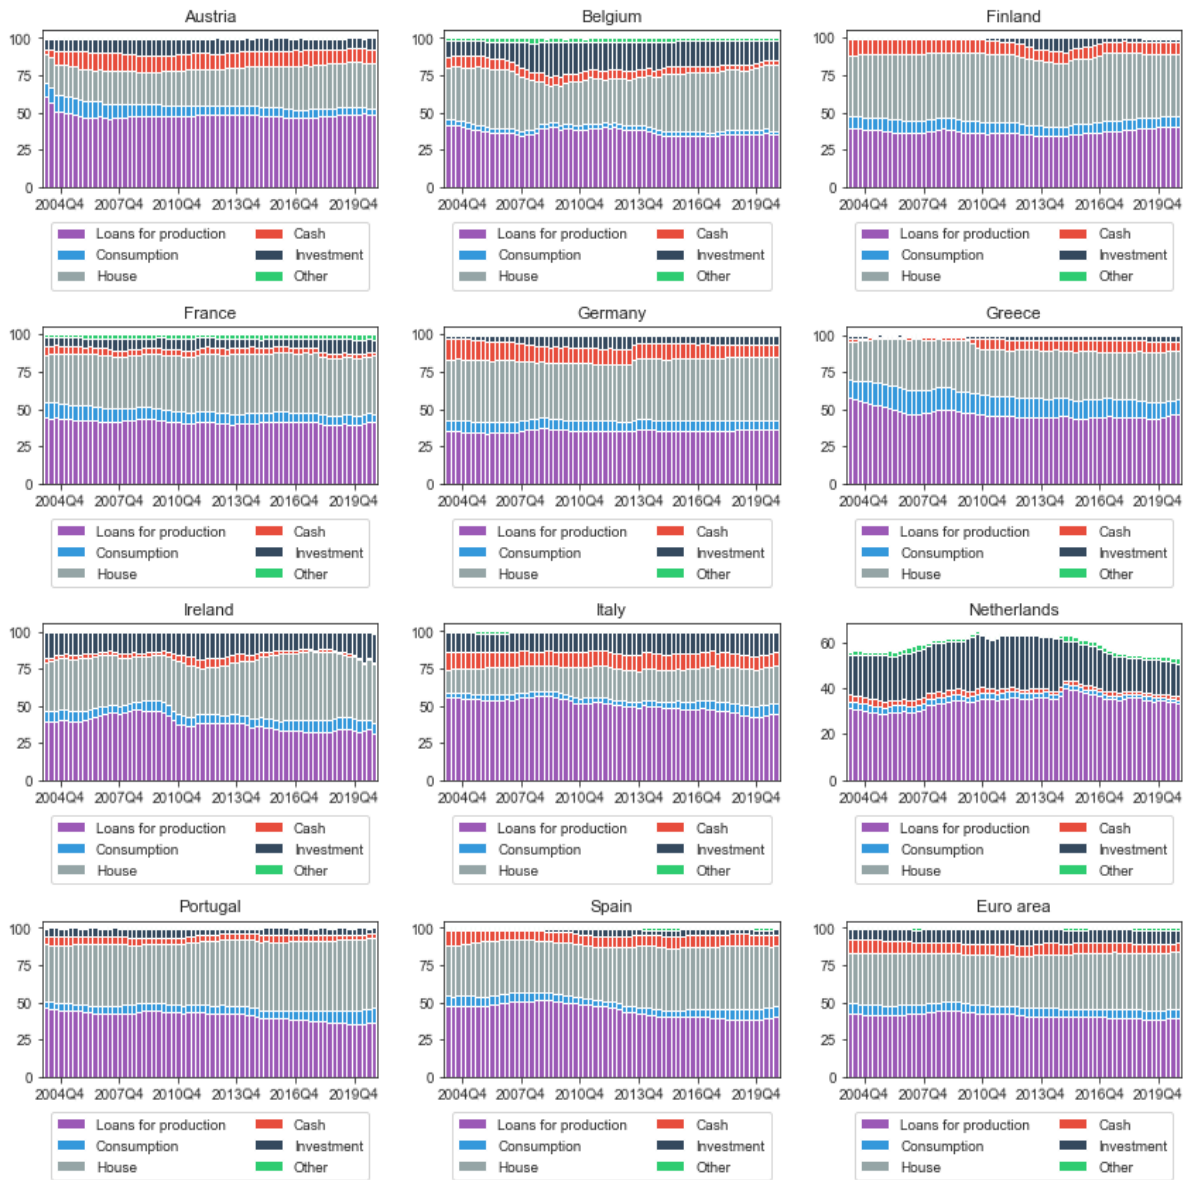 Austria Belgium Finland
100 100 100
75 75 75
50 50 50
25 25 25
0 0 0
2004Q4 2007Q4 2010Q4 2013Q4 2016Q4 2019Q4 2004Q4 2007Q4 2010Q4 2013Q4 2016Q4 2019Q4 2004Q4 2007Q4 2010Q4 2013Q4 2016Q4 2019Q4
Loans for production Cash Loans for production Cash Loans for production Cash
Consumption Investment Consumption Investment Consumption Investment
House Other House Other House Other
France Germany Greece
100 100 100
75 75 75
50 50 50
25 25 25
0 0 0
2004Q4 2007Q4 2010Q4 2013Q4 2016Q4 2019Q4 2004Q4 2007Q4 2010Q4 2013Q4 2016Q4 2019Q4 2004Q4 2007Q4 2010Q4 2013Q4 2016Q4 2019Q4
Loans for production Cash Loans for production Cash Loans for production Cash
Consumption Investment Consumption Investment Consumption Investment
House Other House Other House Other
Ireland Italy Netherlands
100 100 60
75 75 40
50 50 20
25 25 0
0 0
2004Q4 2007Q4 2010Q4 2013Q4 2016Q4 2019Q4 2004Q4 2007Q4 2010Q4 2013Q4 2016Q4 2019Q4 2004Q4 2007Q4 2010Q4 2013Q4 2016Q4 2019Q4
Loans for production Cash Loans for production Cash Loans for production Cash
Consumption Investment Consumption Investment Consumption Investment
House Other House Other House Other
Portugal Spain Euro area
100 100 100
75 75 75
50 50 50
25 25 25
0 0 0
2004Q4 2007Q4 2010Q4 2013Q4 2016Q4 2019Q4 2004Q4 2007Q4 2010Q4 2013Q4 2016Q4 2019Q4 2004Q4 2007Q4 2010Q4 2013Q4 2016Q4 2019Q4
Loans for production Cash Loans for production Cash Loans for production Cash
Consumption Investment Consumption Investment Consumption Investment
House Other House Other House Other